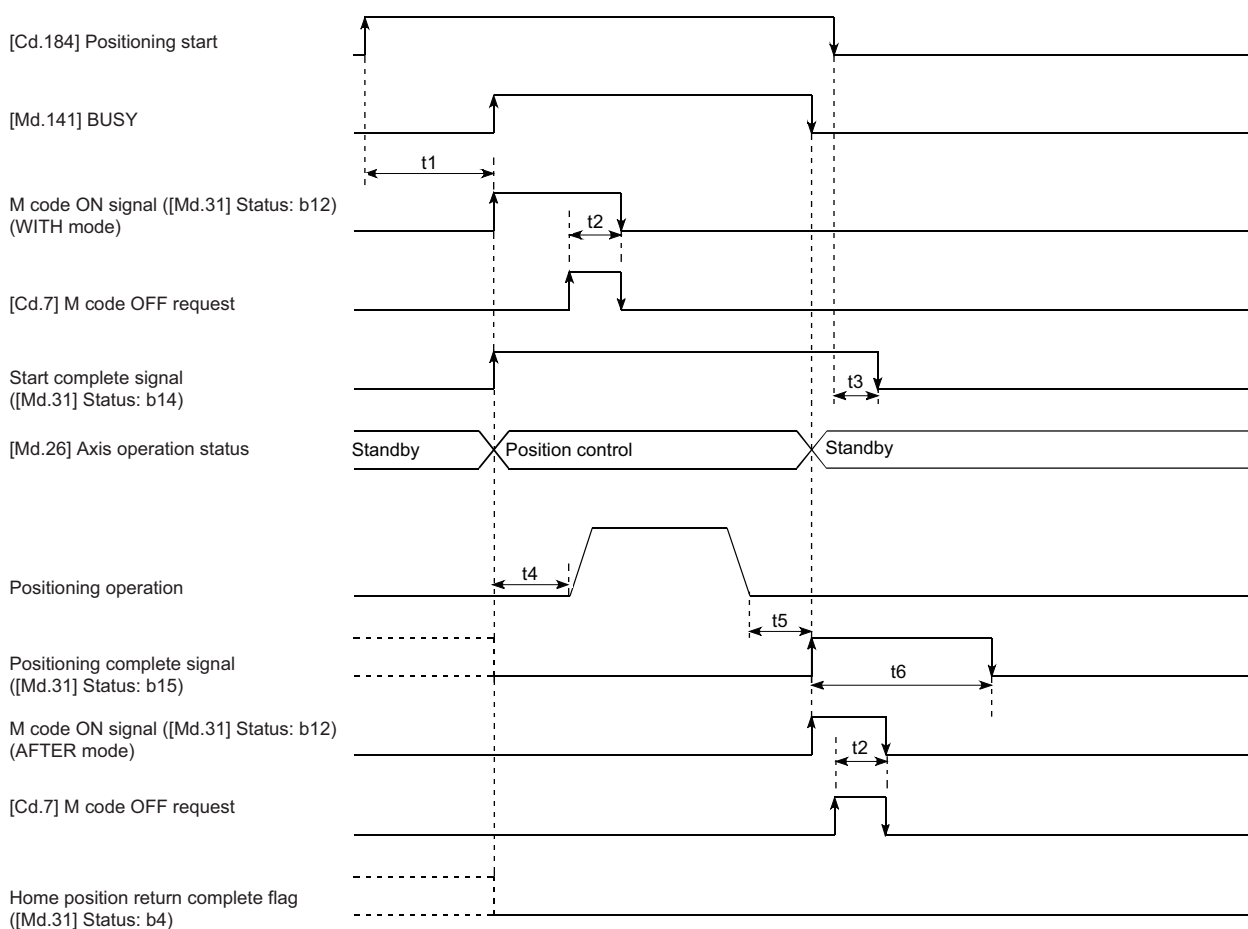 [Cd.184] Positioning start
[Md.141] BUSY
t1
M code ON signal ([Md.31] Status: b12)
(WITH mode)
t2
[Cd.7] M code OFF request
Start complete signal
([Md.31] Status: b14)
t3
[Md.26] Axis operation status
Standby
Position control
Standby
t4
Positioning operation
t5
Positioning complete signal
([Md.31] Status: b15)
t6
M code ON signal ([Md.31] Status: b12)
(AFTER mode)
t2
[Cd.7] M code OFF request
Home position return complete flag
([Md.31] Status: b4)